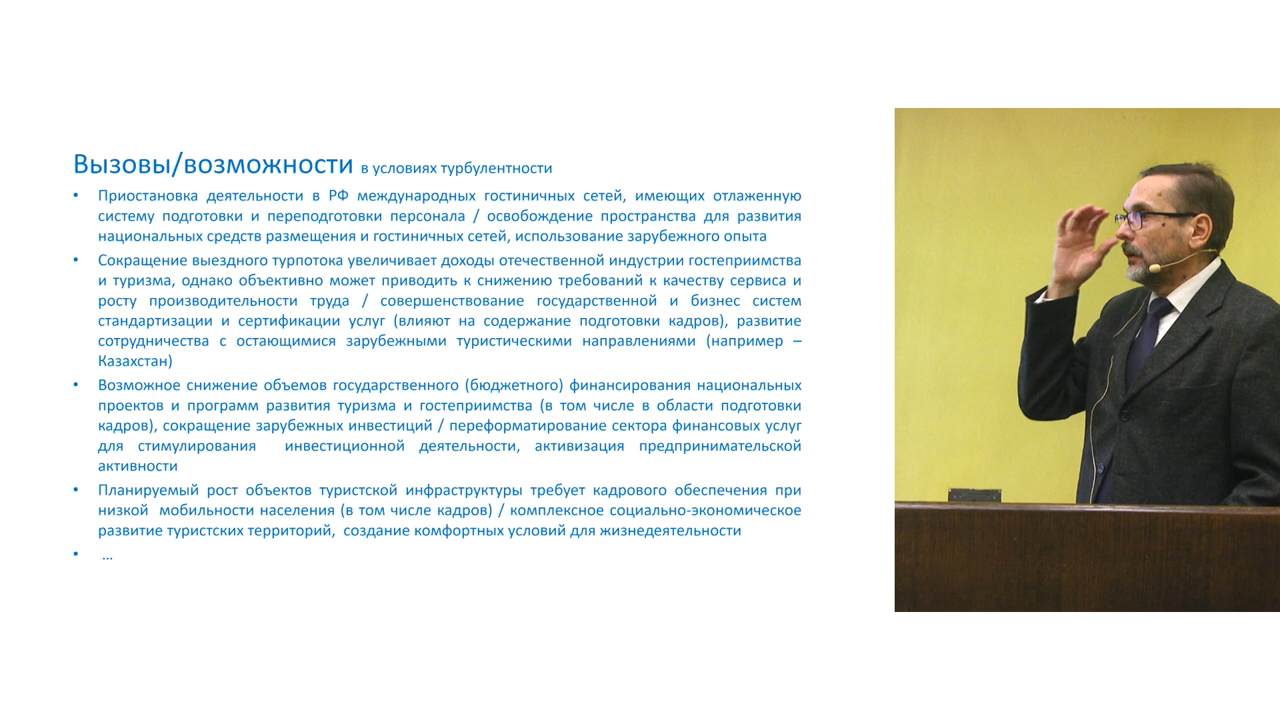 Вызовы/возможности в условиях турбулентности
• Приостановка деятельности в РФ международных гостиничных сетей, имеющих отлаженную
систему подготовки и переподготовки персонала / освобождение пространства для развития
национальных средств размещения и гостиничных сетей, использование зарубежного опыта
• Сокращение выездного турпотока увеличивает доходы отечественной индустрии гостеприимства
и туризма, однако объективно может приводить к снижению требований к качеству сервиса и
росту производительности труда / совершенствование государственной и бизнес систем
стандартизации и сертификации услуг (влияют на содержание подготовки кадров), развитие
сотрудничества с остающимися зарубежными туристическими направлениями (например –
Казахстан)
• Возможное снижение объемов государственного (бюджетного) финансирования национальных
проектов и программ развития туризма и гостеприимства (в том числе в области подготовки
кадров), сокращение зарубежных инвестиций / переформатирование сектора финансовых услуг
для стимулирования инвестиционной деятельности, активизация предпринимательской
активности
• Планируемый рост объектов туристской инфраструктуры требует кадрового обеспечения при
низкой мобильности населения (в том числе кадров) / комплексное социально-экономическое
развитие туристских территорий, создание комфортных условий для жизнедеятельности
• …